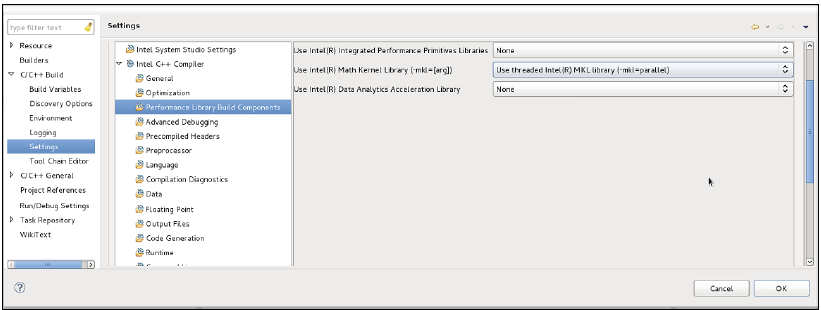 type filter text
Settings
Resource
Builders
C/C++ Build
Build Variables
Discovery Options
Environment
Logging
Settings
Tool Chain Editor
C/C++ General
Project References
Run/Debug Settings
Task Repository
WikiText
Intel System Studio Settings
Intel C++ Compiler
General
Optimization
Performance Library Build Components
Advanced Debugging
Precompiled Headers
Preprocessor
Language
Compilation Diagnostics
Data
Floating Point
Output Files
Code Generation
Runtime
Use Intel(R) Integrated Performance Primitives Libraries None
Use Intel(R) Math Kernel Library (-mkl=[arg]) Use threaded Intel(R) MKL library (-mkl=parallel)
Use Intel(R) Data Analytics Acceleration Library None
Cancel OK